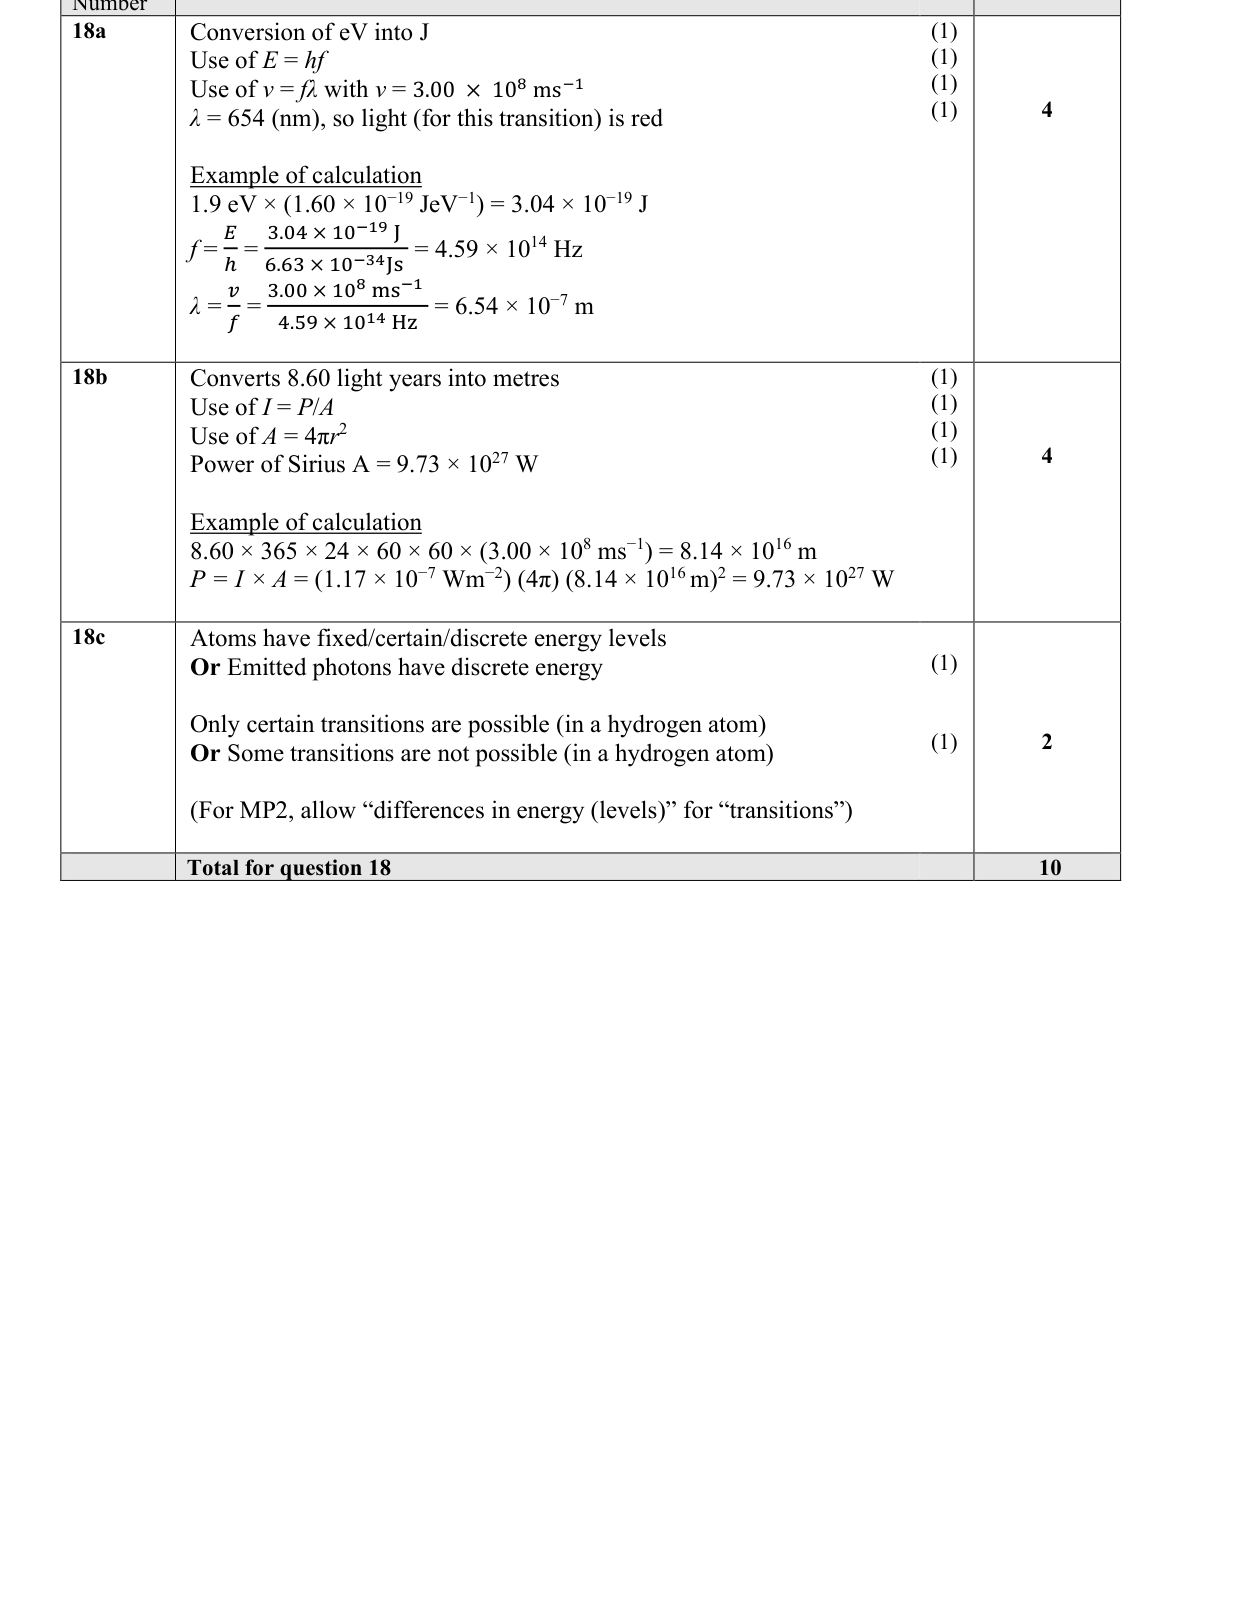 Number
18a
Conversion of eV into J (1)
Use of E = hf (1)
Use of v = fλ with v = 3.00 × 10⁸ ms⁻¹ (1)
λ = 654 (nm), so light (for this transition) is red (1)
4
Example of calculation
1.9 eV × (1.60 × 10⁻¹⁹ JeV⁻¹) = 3.04 × 10⁻¹⁹ J
f = E/h = 3.04 × 10⁻¹⁹ J / 6.63 × 10⁻³⁴Js = 4.59 × 10¹⁴ Hz
λ = v/f = 3.00 × 10⁸ ms⁻¹ / 4.59 × 10¹⁴ Hz = 6.54 × 10⁻⁷ m
18b
Converts 8.60 light years into metres (1)
Use of I = P/A (1)
Use of A = 4πr² (1)
Power of Sirius A = 9.73 × 10²⁷ W (1)
4
Example of calculation
8.60 × 365 × 24 × 60 × 60 × (3.00 × 10⁸ ms⁻¹) = 8.14 × 10¹⁶ m
P = I × A = (1.17 × 10⁻⁷ Wm⁻²) (4π) (8.14 × 10¹⁶ m)² = 9.73 × 10²⁷ W
18c
Atoms have fixed/certain/discrete energy levels
Or Emitted photons have discrete energy (1)
Only certain transitions are possible (in a hydrogen atom)
Or Some transitions are not possible (in a hydrogen atom) (1)
2
(For MP2, allow “differences in energy (levels)” for “transitions”)
Total for question 18 10